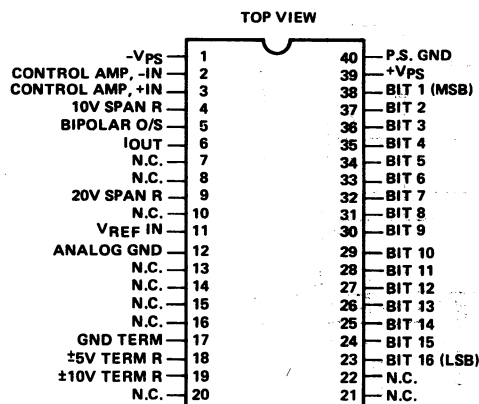 TOP VIEW
-VPS 1 40 P.S. GND
CONTROL AMP, -IN 2 39 +VPS
CONTROL AMP, +IN 3 38 BIT 1 (MSB)
10V SPAN R 4 37 BIT 2
BIPOLAR O/S 5 36 BIT 3
IOUT 6 35 BIT 4
N.C. 7 34 BIT 5
N.C. 8 33 BIT 6
20V SPAN R 9 32 BIT 7
N.C. 10 31 BIT 8
VREF IN 11 30 BIT 9
ANALOG GND 12 29 BIT 10
N.C. 13 28 BIT 11
N.C. 14 27 BIT 12
N.C. 15 26 BIT 13
N.C. 16 25 BIT 14
GND TERM 17 24 BIT 15
±5V TERM R 18 23 BIT 16 (LSB)
±10V TERM R 19 22 N.C.
N.C. 20 21 N.C.